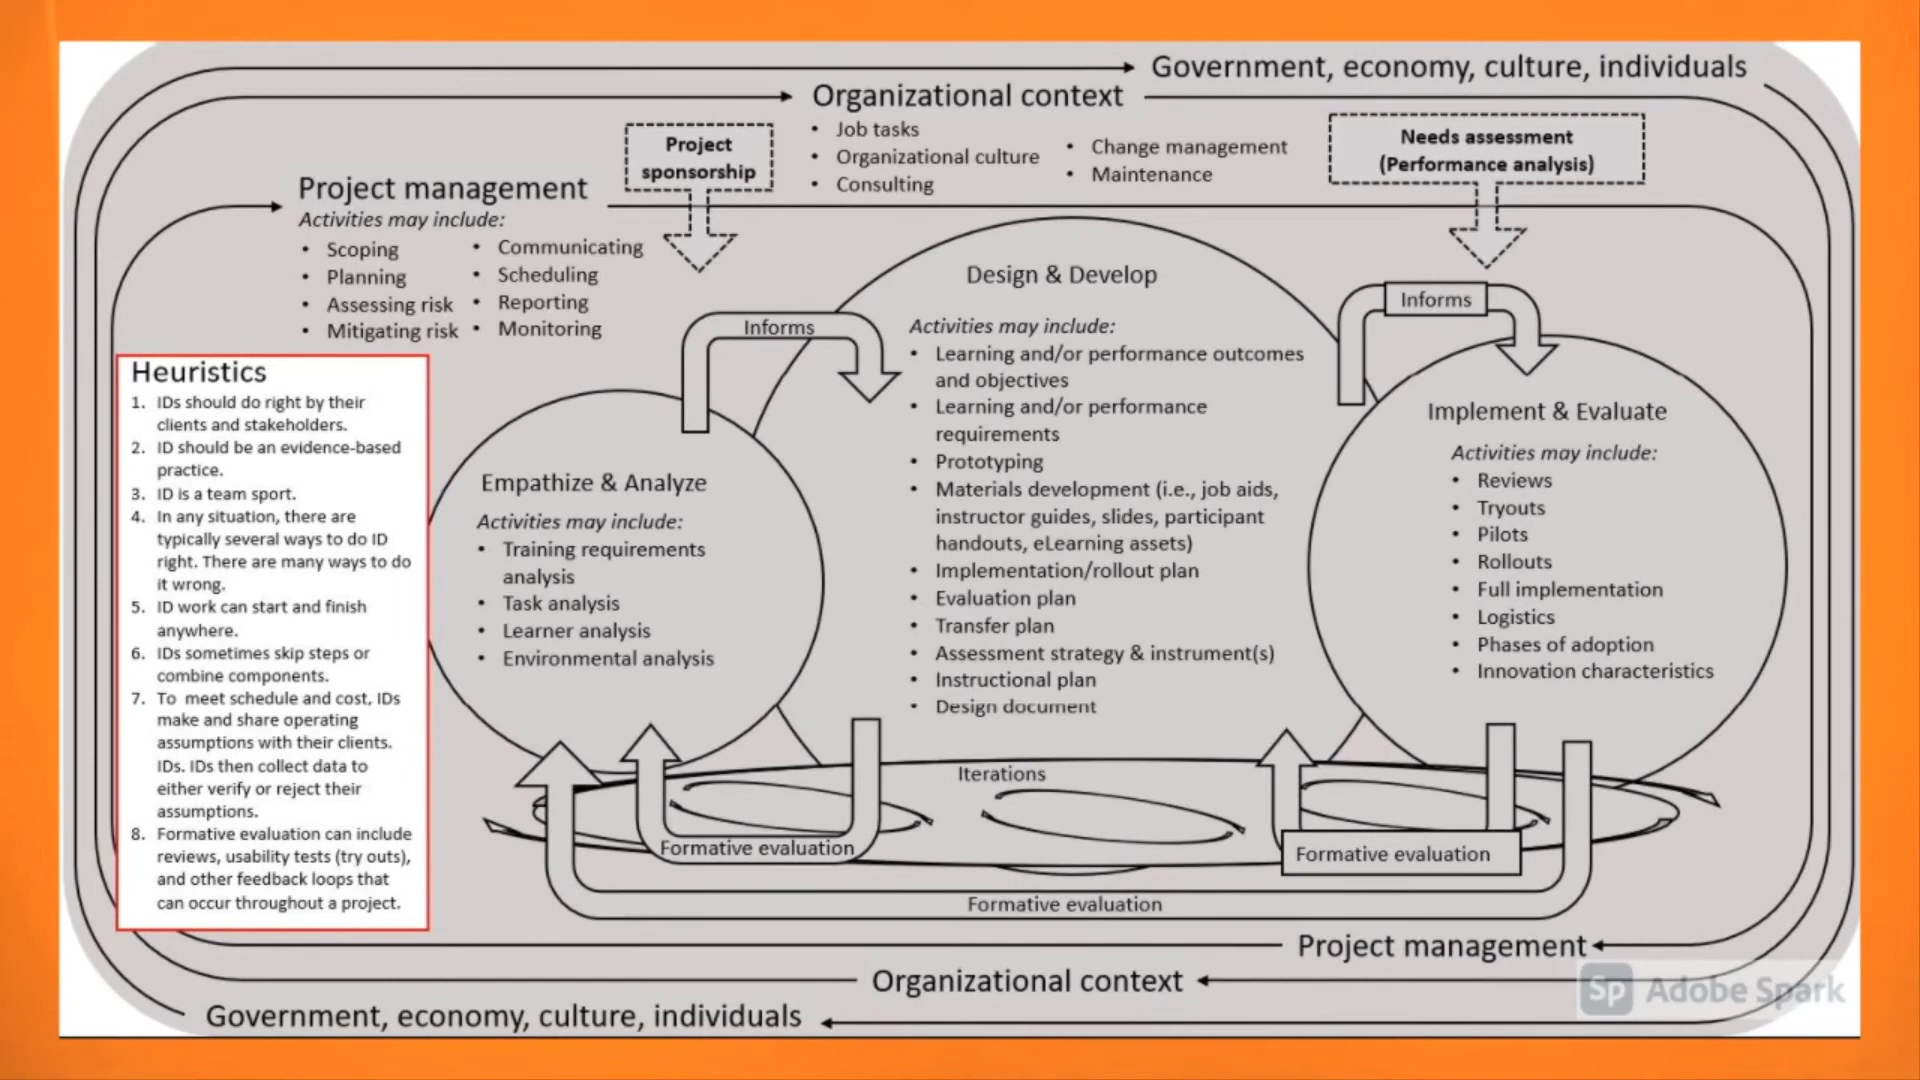 Government, economy, culture, individuals
Organizational context
• Job tasks
• Organizational culture
• Consulting
• Change management
• Maintenance
Project
sponsorship
Needs assessment
(Performance analysis)
Project management
Activities may include:
• Scoping
• Planning
• Assessing risk
• Mitigating risk
• Communicating
• Scheduling
• Reporting
• Monitoring
Heuristics
1. IDs should do right by their
clients and stakeholders.
2. ID should be an evidence-based
practice.
3. ID is a team sport.
4. In any situation, there are
typically several ways to do ID
right. There are many ways to do
it wrong.
5. ID work can start and finish
anywhere.
6. IDs sometimes skip steps or
combine components.
7. To meet schedule and cost, IDs
make and share operating
assumptions with their clients.
IDs. IDs then collect data to
either verify or reject their
assumptions.
8. Formative evaluation can include
reviews, usability tests (try outs),
and other feedback loops that
can occur throughout a project.
Empathize & Analyze
Activities may include:
• Training requirements
analysis
• Task analysis
• Learner analysis
• Environmental analysis
Informs
Design & Develop
Activities may include:
• Learning and/or performance outcomes
and objectives
• Learning and/or performance
requirements
• Prototyping
• Materials development (i.e., job aids,
instructor guides, slides, participant
handouts, eLearning assets)
• Implementation/rollout plan
• Evaluation plan
• Transfer plan
• Assessment strategy & instrument(s)
• Instructional plan
• Design document
Informs
Implement & Evaluate
Activities may include:
• Reviews
• Tryouts
• Pilots
• Rollouts
• Full implementation
• Logistics
• Phases of adoption
• Innovation characteristics
Iterations
Formative evaluation
Formative evaluation
Formative evaluation
Project management
Organizational context
Government, economy, culture, individuals
Sp Adobe Spark